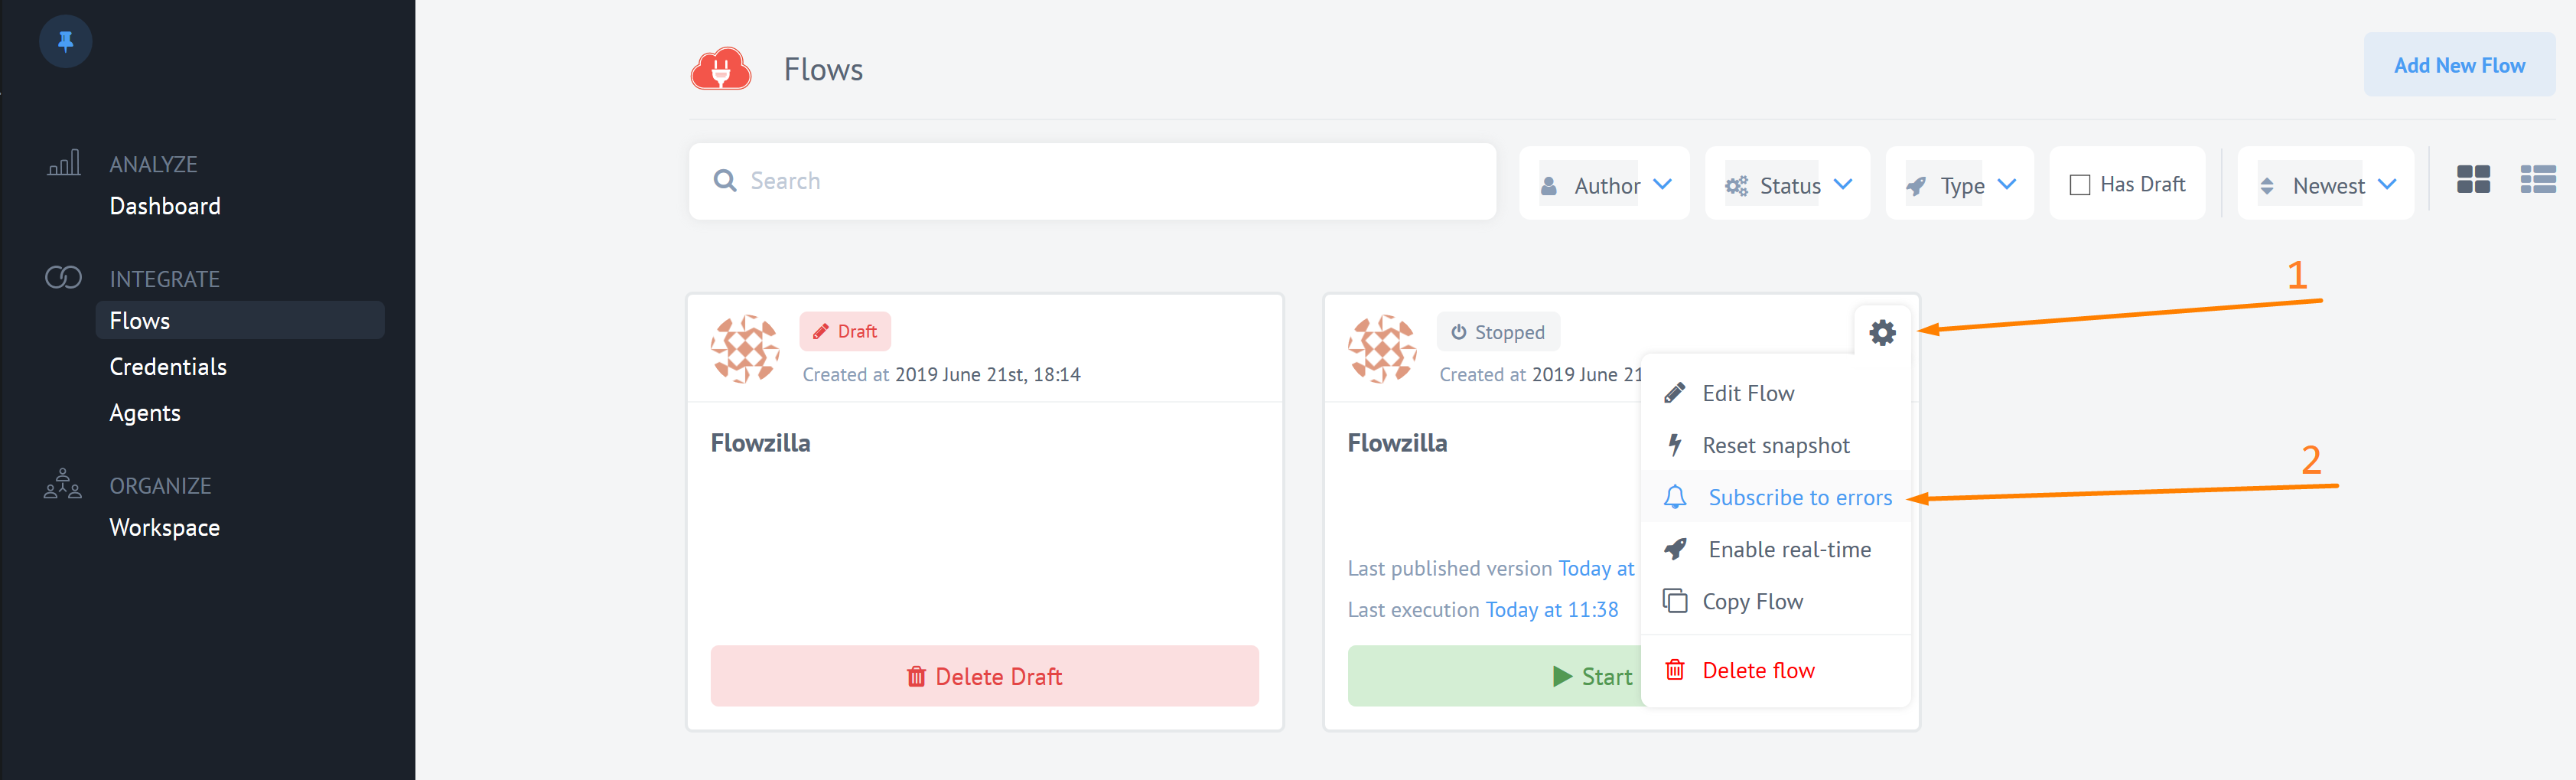 ANALYZE
Dashboard
INTEGRATE
Flows
Credentials
Agents
ORGANIZE
Workspace
Flows
Add New Flow
Search
Author
Status
Type
Has Draft
Newest
1
2
Draft
Created at 2019 June 21st, 18:14
Flowzilla
Delete Draft
Stopped
Created at 2019 June 21
Flowzilla
Last published version Today at
Last execution Today at 11:38
Start
Edit Flow
Reset snapshot
Subscribe to errors
Enable real-time
Copy Flow
Delete flow